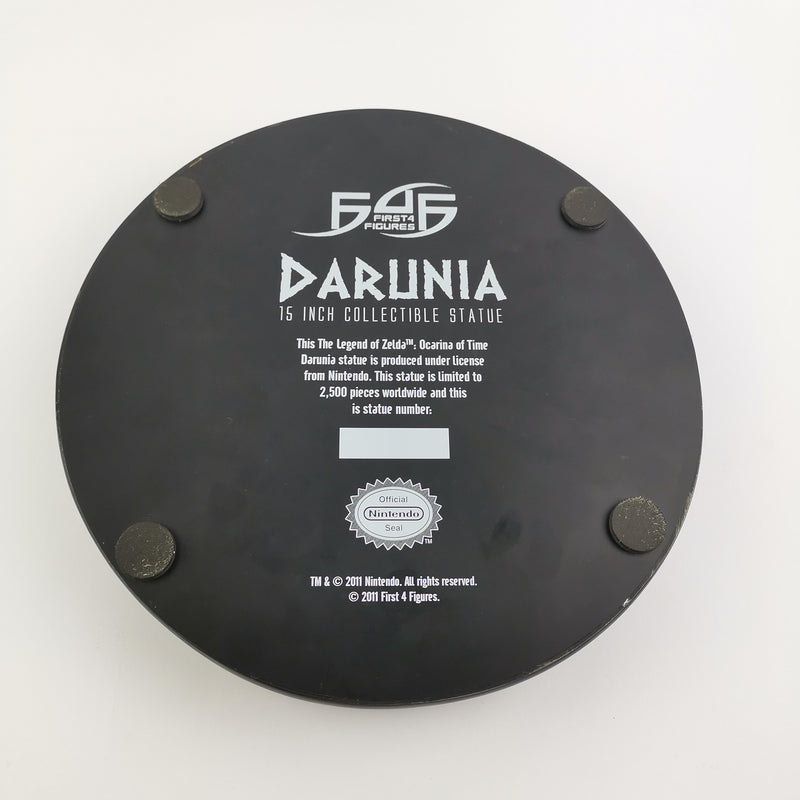 F4F
FIRST4
FIGURES
DARUNIA
15 INCH COLLECTIBLE STATUE
This The Legend of Zelda™: Ocarina of Time
Darunia statue is produced under license
from Nintendo. This statue is limited to
2,500 pieces worldwide and this
is statue number:
Official
Nintendo
Seal
TM
TM & © 2011 Nintendo. All rights reserved.
© 2011 First 4 Figures.